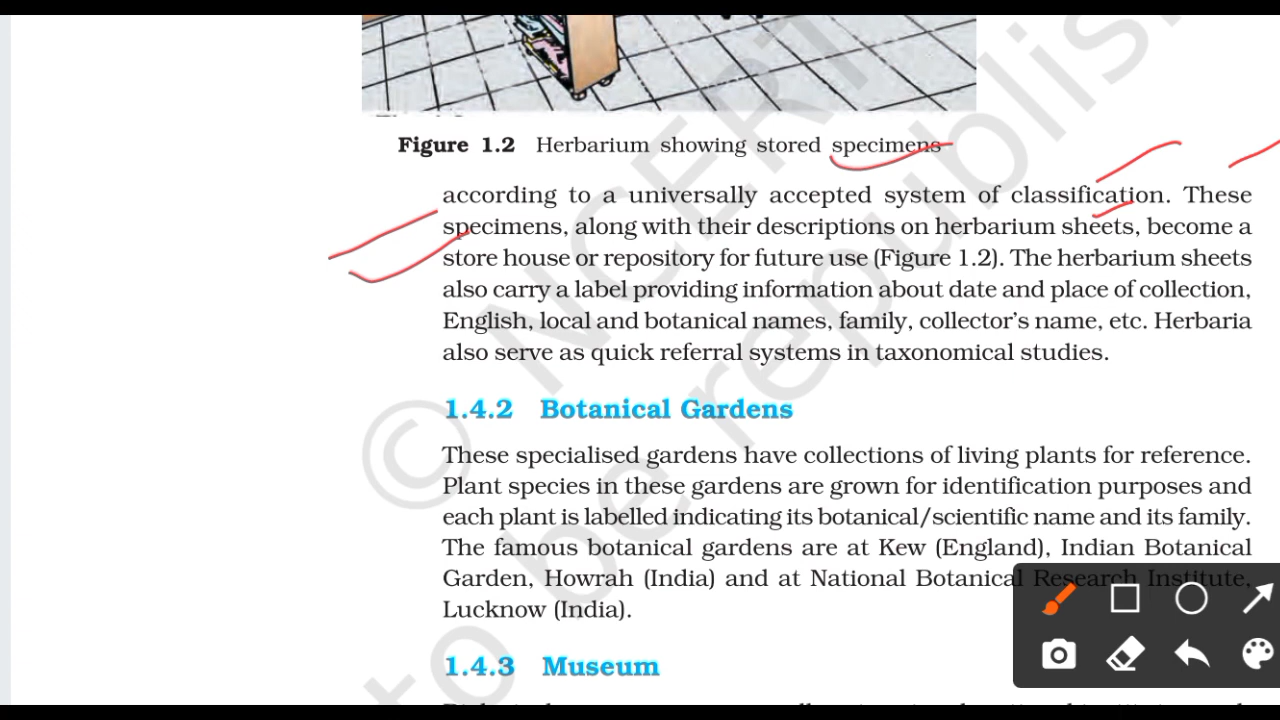 Figure 1.2 Herbarium showing stored specimens
according to a universally accepted system of classification. These
specimens, along with their descriptions on herbarium sheets, become a
store house or repository for future use (Figure 1.2). The herbarium sheets
also carry a label providing information about date and place of collection,
English, local and botanical names, family, collector's name, etc. Herbaria
also serve as quick referral systems in taxonomical studies.
1.4.2 Botanical Gardens
These specialised gardens have collections of living plants for reference.
Plant species in these gardens are grown for identification purposes and
each plant is labelled indicating its botanical/scientific name and its family.
The famous botanical gardens are at Kew (England), Indian Botanical
Garden, Howrah (India) and at National Botanical Research Institute,
Lucknow (India).
1.4.3 Museum
© NCERT
to be republish